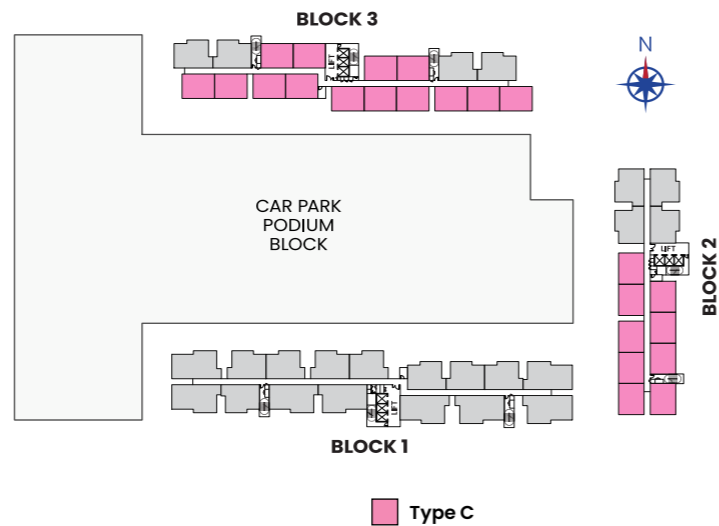 BLOCK 3
N
LIFT
CAR PARK
PODIUM
BLOCK
LIFT
BLOCK 2
LIFT
BLOCK 1
Type C